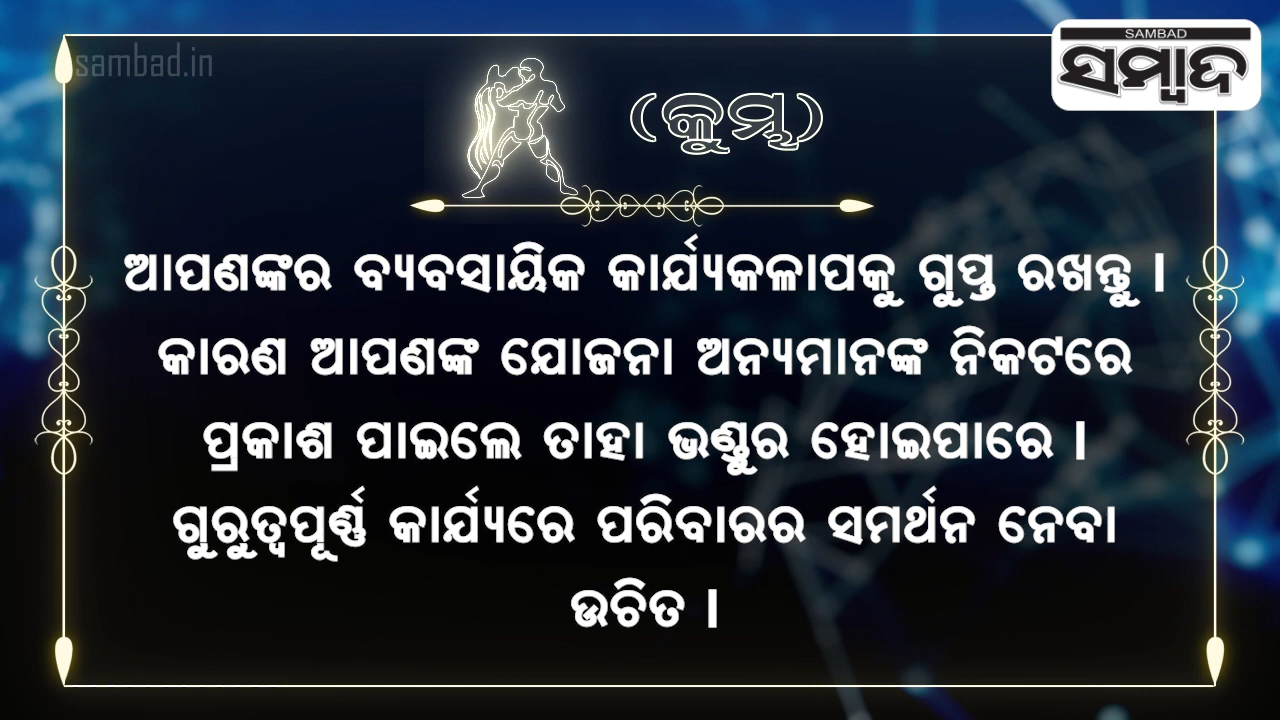 sambad.in
SAMBAD
ସମ୍ବାଦ
(କୁମ୍ଭ)
ଆପଣଙ୍କର ବ୍ୟବସାୟିକ କାର୍ଯ୍ୟକଳାପକୁ ଗୁପ୍ତ ରଖନ୍ତୁ ।
କାରଣ ଆପଣଙ୍କ ଯୋଜନା ଅନ୍ୟମାନଙ୍କ ନିକଟରେ
ପ୍ରକାଶ ପାଇଲେ ତାହା ଭଣ୍ଡୁର ହୋଇପାରେ ।
ଗୁରୁତ୍ୱପୂର୍ଣ୍ଣ କାର୍ଯ୍ୟରେ ପରିବାରର ସମର୍ଥନ ନେବା
ଉଚିତ ।